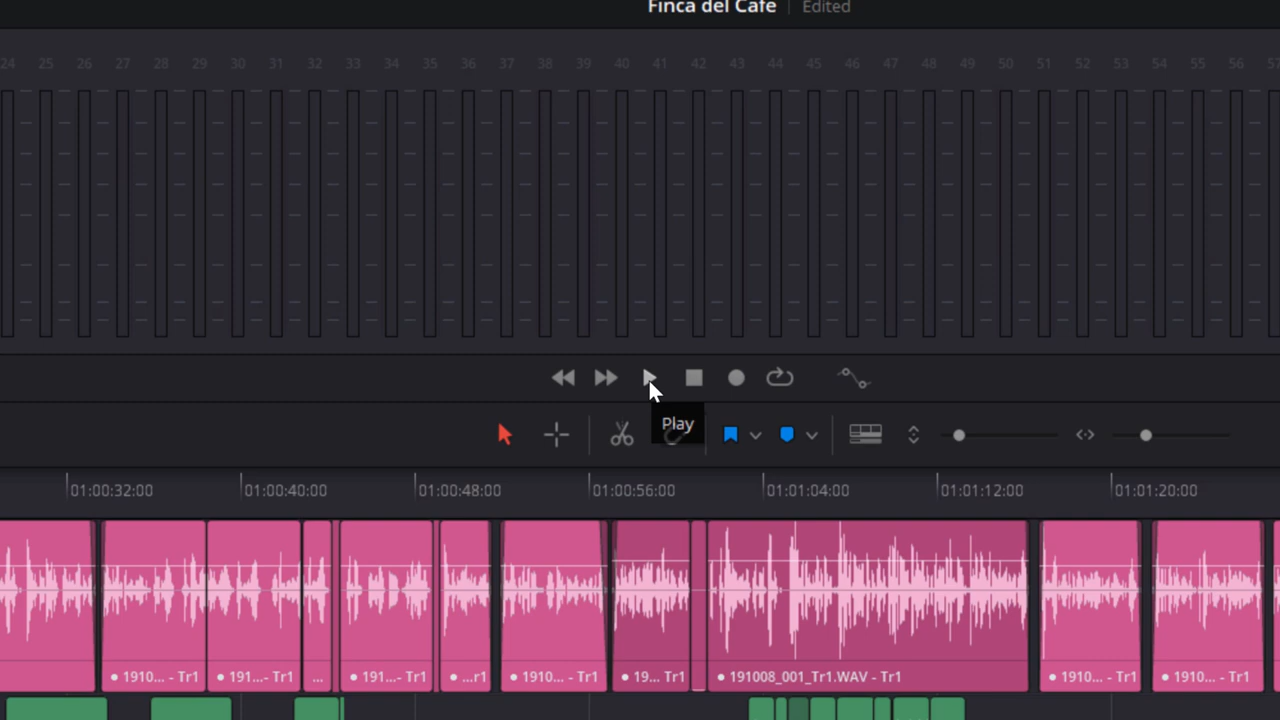 Finca del Cafe | Edited
24 25 26 27 28 29 30 31 32 33 34 35 36 37 38 39 40 41 42 43 44 45 46 47 48 49 50 51 52 53 54 55 56 57
Play
01:00:32:00 01:00:40:00 01:00:48:00 01:00:56:00 01:01:04:00 01:01:12:00 01:01:20:00
1910... - Tr1 191...- Tr1 ... 191...- Tr1 ...r1 1910... - Tr1 19... Tr1 191008_001_Tr1.WAV - Tr1 1910... - Tr1 1910... - Tr1